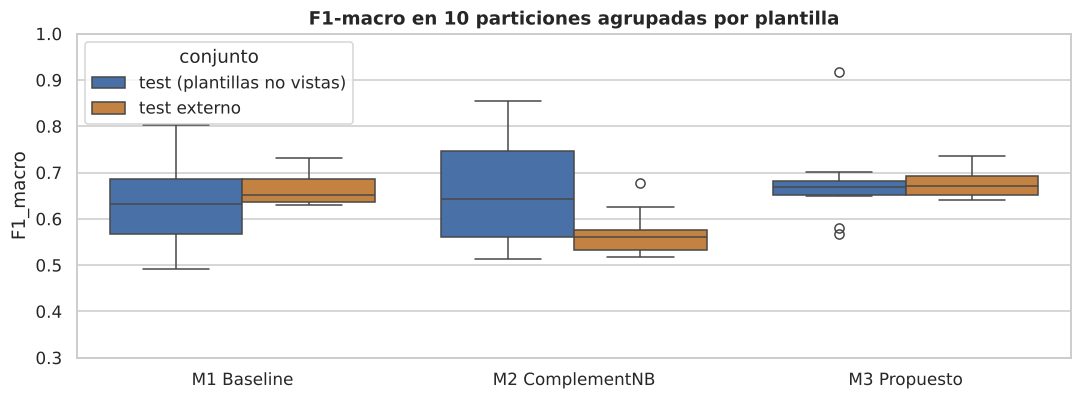 F1-macro en 10 particiones agrupadas por plantilla
F1_macro
1.0
0.9
0.8
0.7
0.6
0.5
0.4
0.3
conjunto
test (plantillas no vistas)
test externo
M1 Baseline
M2 ComplementNB
M3 Propuesto